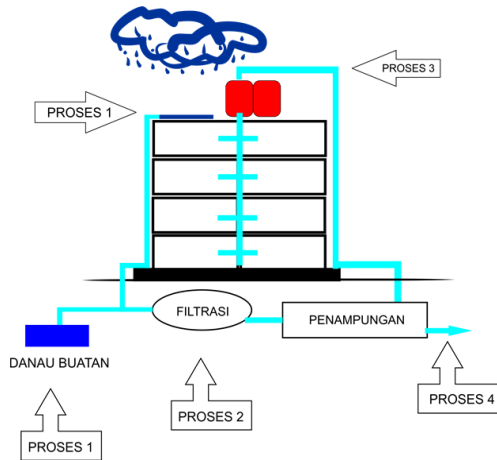 PROSES 3
PROSES 1
FILTRASI
PENAMPUNGAN
DANAU BUATAN
PROSES 4
PROSES 2
PROSES 1